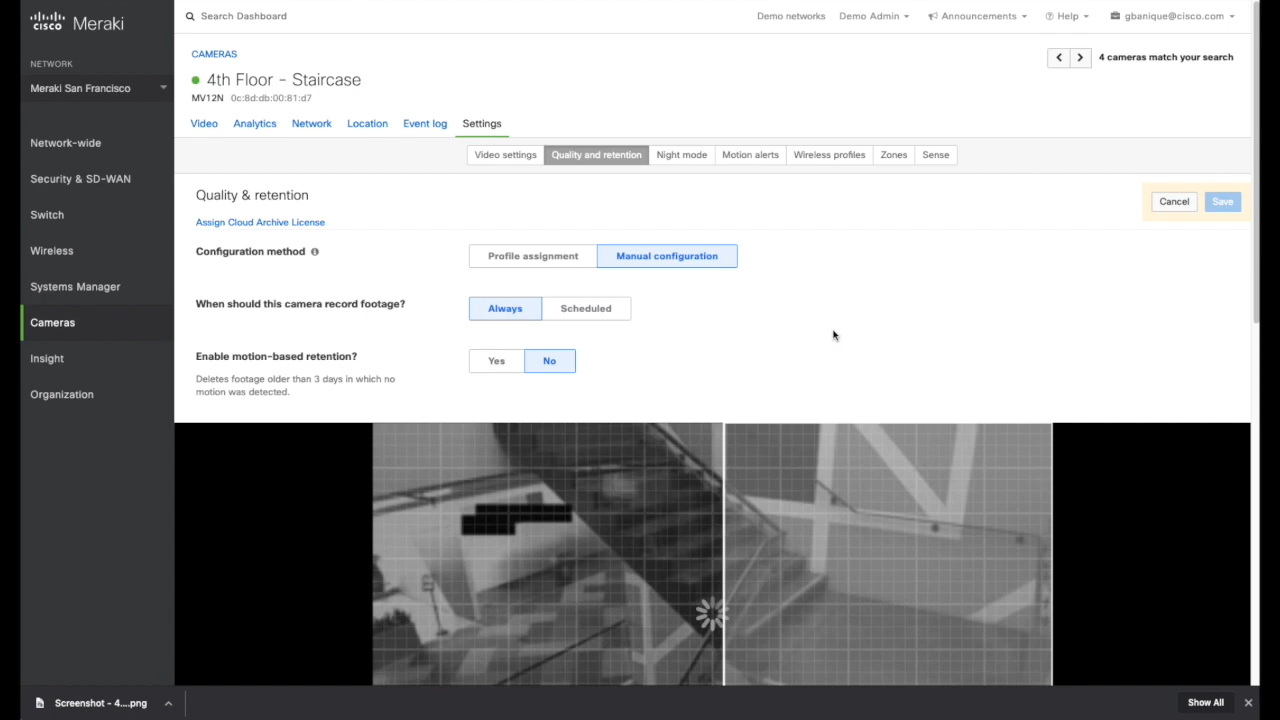 cisco Meraki
Search Dashboard
Demo networks Demo Admin Announcements Help gbanique@cisco.com
NETWORK
Meraki San Francisco
Network-wide
Security & SD-WAN
Switch
Wireless
Systems Manager
Cameras
Insight
Organization
CAMERAS
4th Floor - Staircase
MV12N 0c:8d:db:00:81:d7
4 cameras match your search
Video Analytics Network Location Event log Settings
Video settings Quality and retention Night mode Motion alerts Wireless profiles Zones Sense
Quality & retention
Cancel Save
Assign Cloud Archive License
Configuration method Profile assignment Manual configuration
When should this camera record footage? Always Scheduled
Enable motion-based retention? Yes No
Deletes footage older than 3 days in which no
motion was detected.
Screenshot - 4....png
Show All